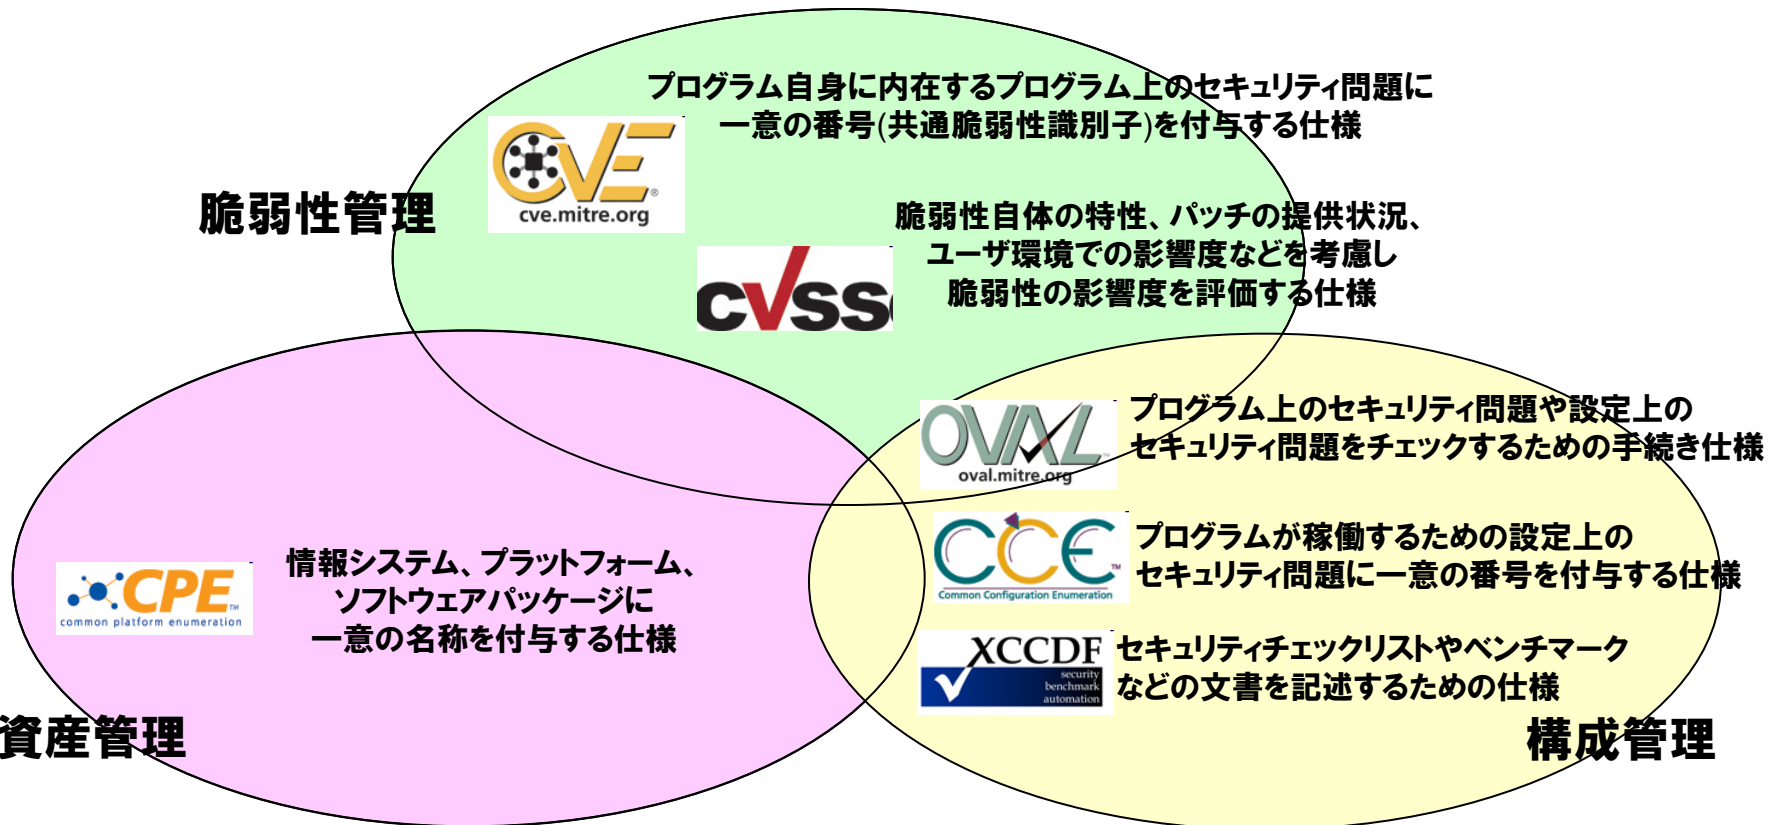 プログラム自身に内在するプログラム上のセキュリティ問題に
一意の番号(共通脆弱性識別子)を付与する仕様
CVE®
cve.mitre.org
脆弱性管理
脆弱性自体の特性、パッチの提供状況、
ユーザ環境での影響度などを考慮し
脆弱性の影響度を評価する仕様
CVSS
プログラム上のセキュリティ問題や設定上の
セキュリティ問題をチェックするための手続き仕様
OVAL
oval.mitre.org
プログラムが稼働するための設定上の
セキュリティ問題に一意の番号を付与する仕様
CCE™
Common Configuration Enumeration
情報システム、プラットフォーム、
ソフトウェアパッケージに
一意の名称を付与する仕様
CPE™
common platform enumeration
XCCDF
security
benchmark
automation
セキュリティチェックリストやベンチマーク
などの文書を記述するための仕様
資産管理
構成管理